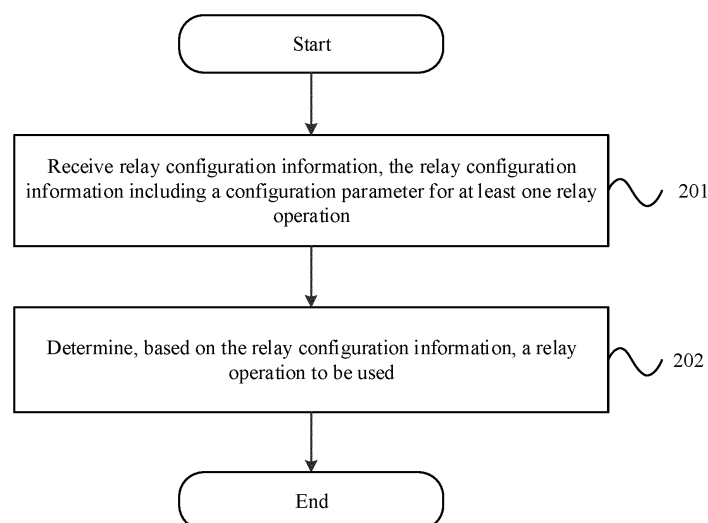 Start
Receive relay configuration information, the relay configuration
information including a configuration parameter for at least one relay
operation
201
Determine, based on the relay configuration information, a relay
operation to be used
202
End